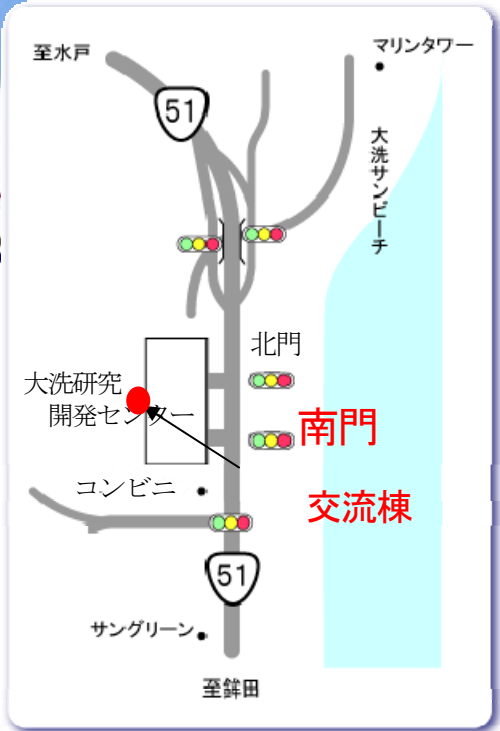 至水戸
マリンタワー
51
大洗サンビーチ
北門
大洗研究
開発センター
南門
コンビニ
交流棟
51
サングリーン
至鉾田